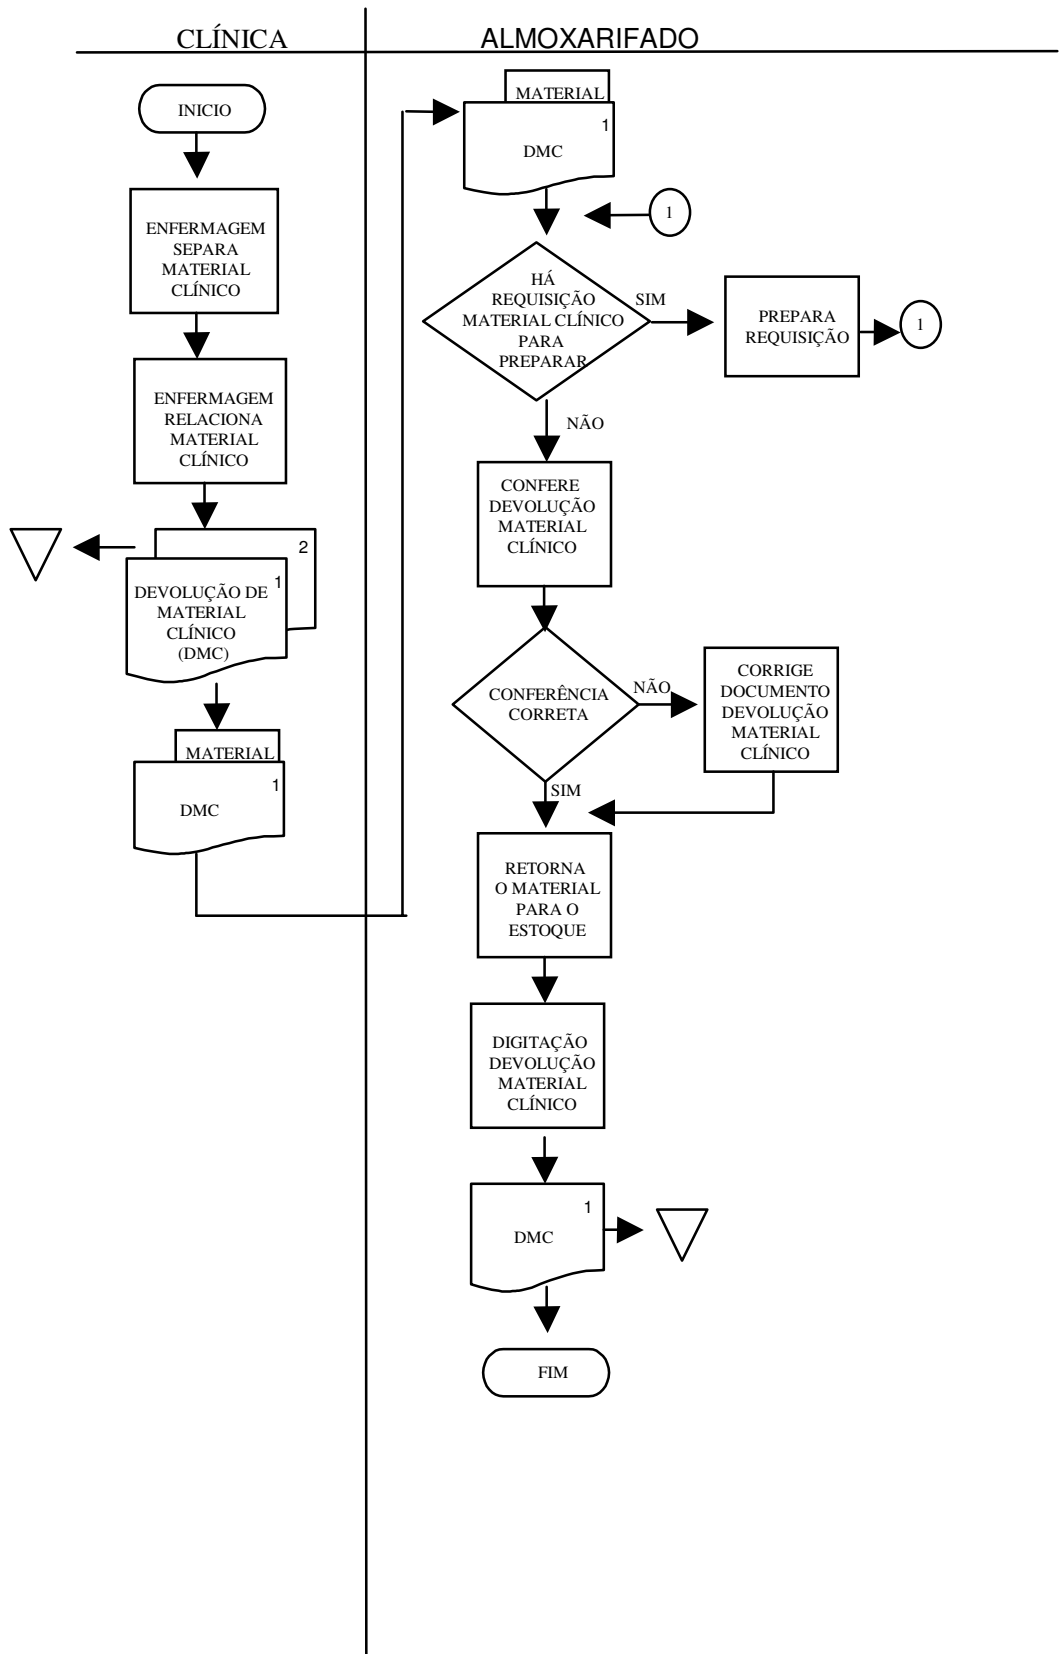 CLÍNICA
ALMOXARIFADO
INICIO
ENFERMAGEM
SEPARA
MATERIAL
CLÍNICO
ENFERMAGEM
RELACIONA
MATERIAL
CLÍNICO
2
1
DEVOLUÇÃO DE
MATERIAL
CLÍNICO
(DMC)
MATERIAL
1
DMC
MATERIAL
1
DMC
1
HÁ
REQUISIÇÃO
MATERIAL CLÍNICO
PARA
PREPARAR
SIM
PREPARA
REQUISIÇÃO
1
NÃO
CONFERE
DEVOLUÇÃO
MATERIAL
CLÍNICO
CONFERÊNCIA
CORRETA
NÃO
CORRIGE
DOCUMENTO
DEVOLUÇÃO
MATERIAL
CLÍNICO
SIM
RETORNA
O MATERIAL
PARA O
ESTOQUE
DIGITAÇÃO
DEVOLUÇÃO
MATERIAL
CLÍNICO
1
DMC
FIM